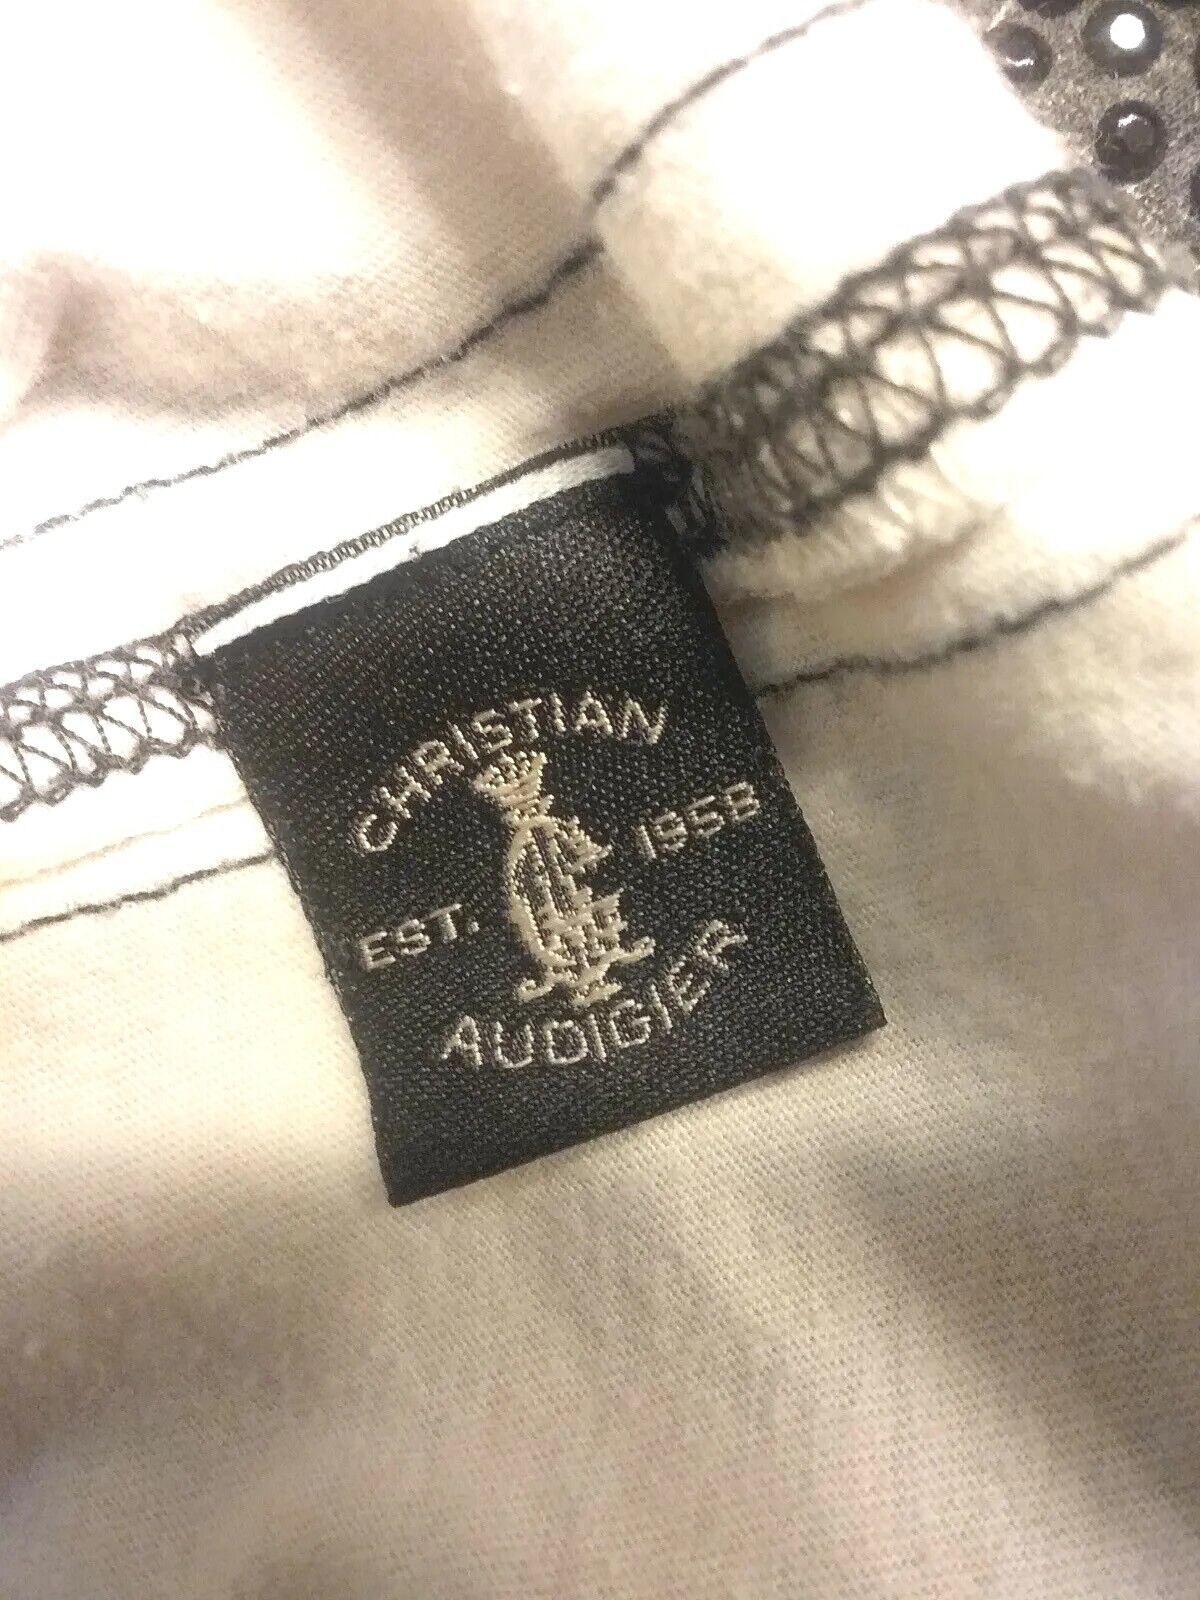 CHRISTIAN
EST. 1958
AUDIGIER